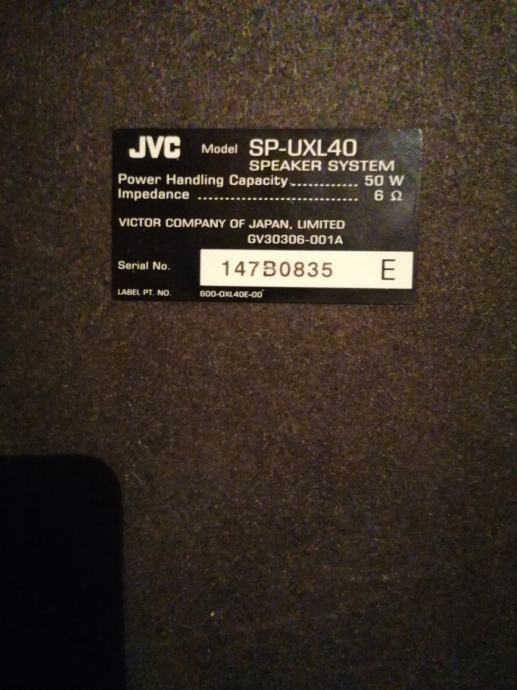 JVC Model SP-UXL40
SPEAKER SYSTEM
Power Handling Capacity............... 50 W
Impedance ................................... 6 Ω
VICTOR COMPANY OF JAPAN, LIMITED
GV30306-001A
Serial No. 147B0835 E
LABEL PT. NO. 600-0XL40E-00